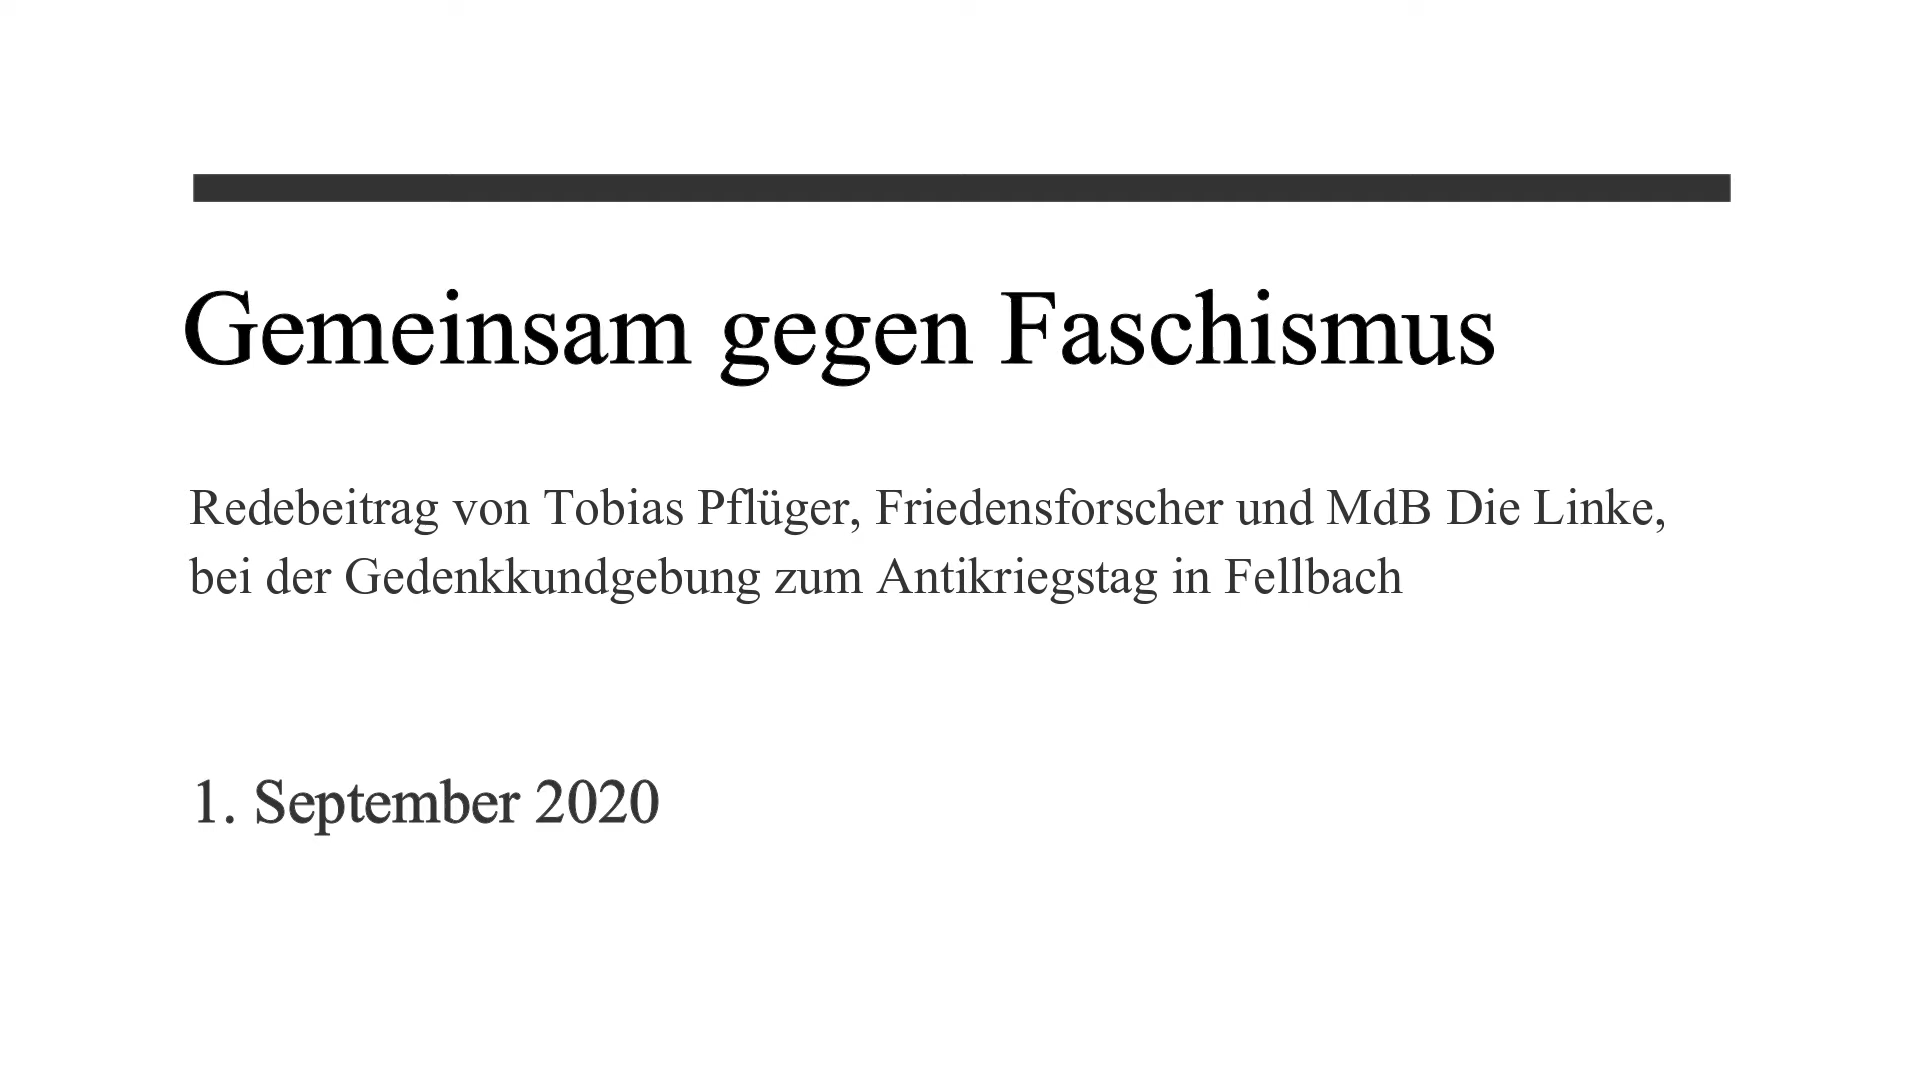 Gemeinsam gegen Faschismus
Redebeitrag von Tobias Pflüger, Friedensforscher und MdB Die Linke,
bei der Gedenkkundgebung zum Antikriegstag in Fellbach
1. September 2020